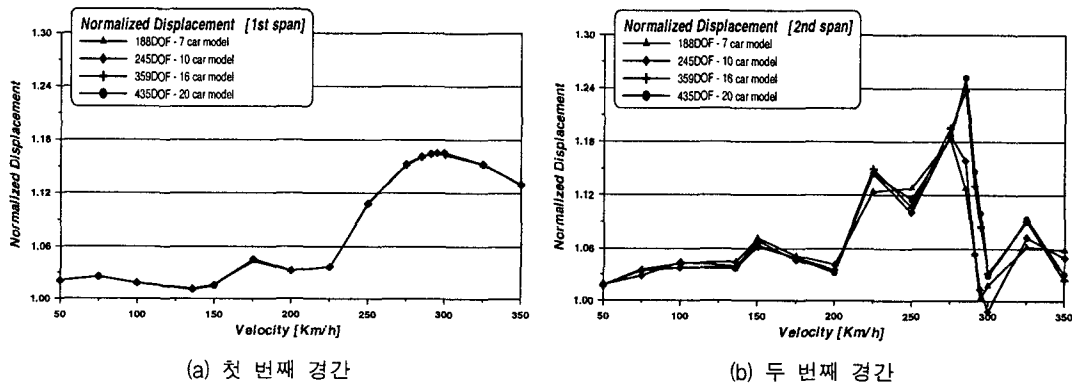 Normalized Displacement [1st span]
188DOF - 7 car model
245DOF - 10 car model
359DOF - 16 car model
435DOF - 20 car model
Normalized Displacement
1.30
1.24
1.18
1.12
1.06
1.00
50 100 150 200 250 300 350
Velocity [Km/h]
(a) 첫 번째 경간
Normalized Displacement [2nd span]
188DOF - 7 car model
245DOF - 10 car model
359DOF - 16 car model
435DOF - 20 car model
Normalized Displacement
1.30
1.24
1.18
1.12
1.06
1.00
50 100 150 200 250 300 350
Velocity [Km/h]
(b) 두 번째 경간